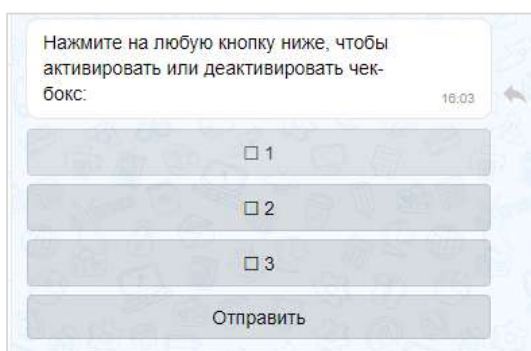 Нажмите на любую кнопку ниже, чтобы
активировать или деактивировать чек-
бокс:
16:03
☐ 1
☐ 2
☐ 3
Отправить